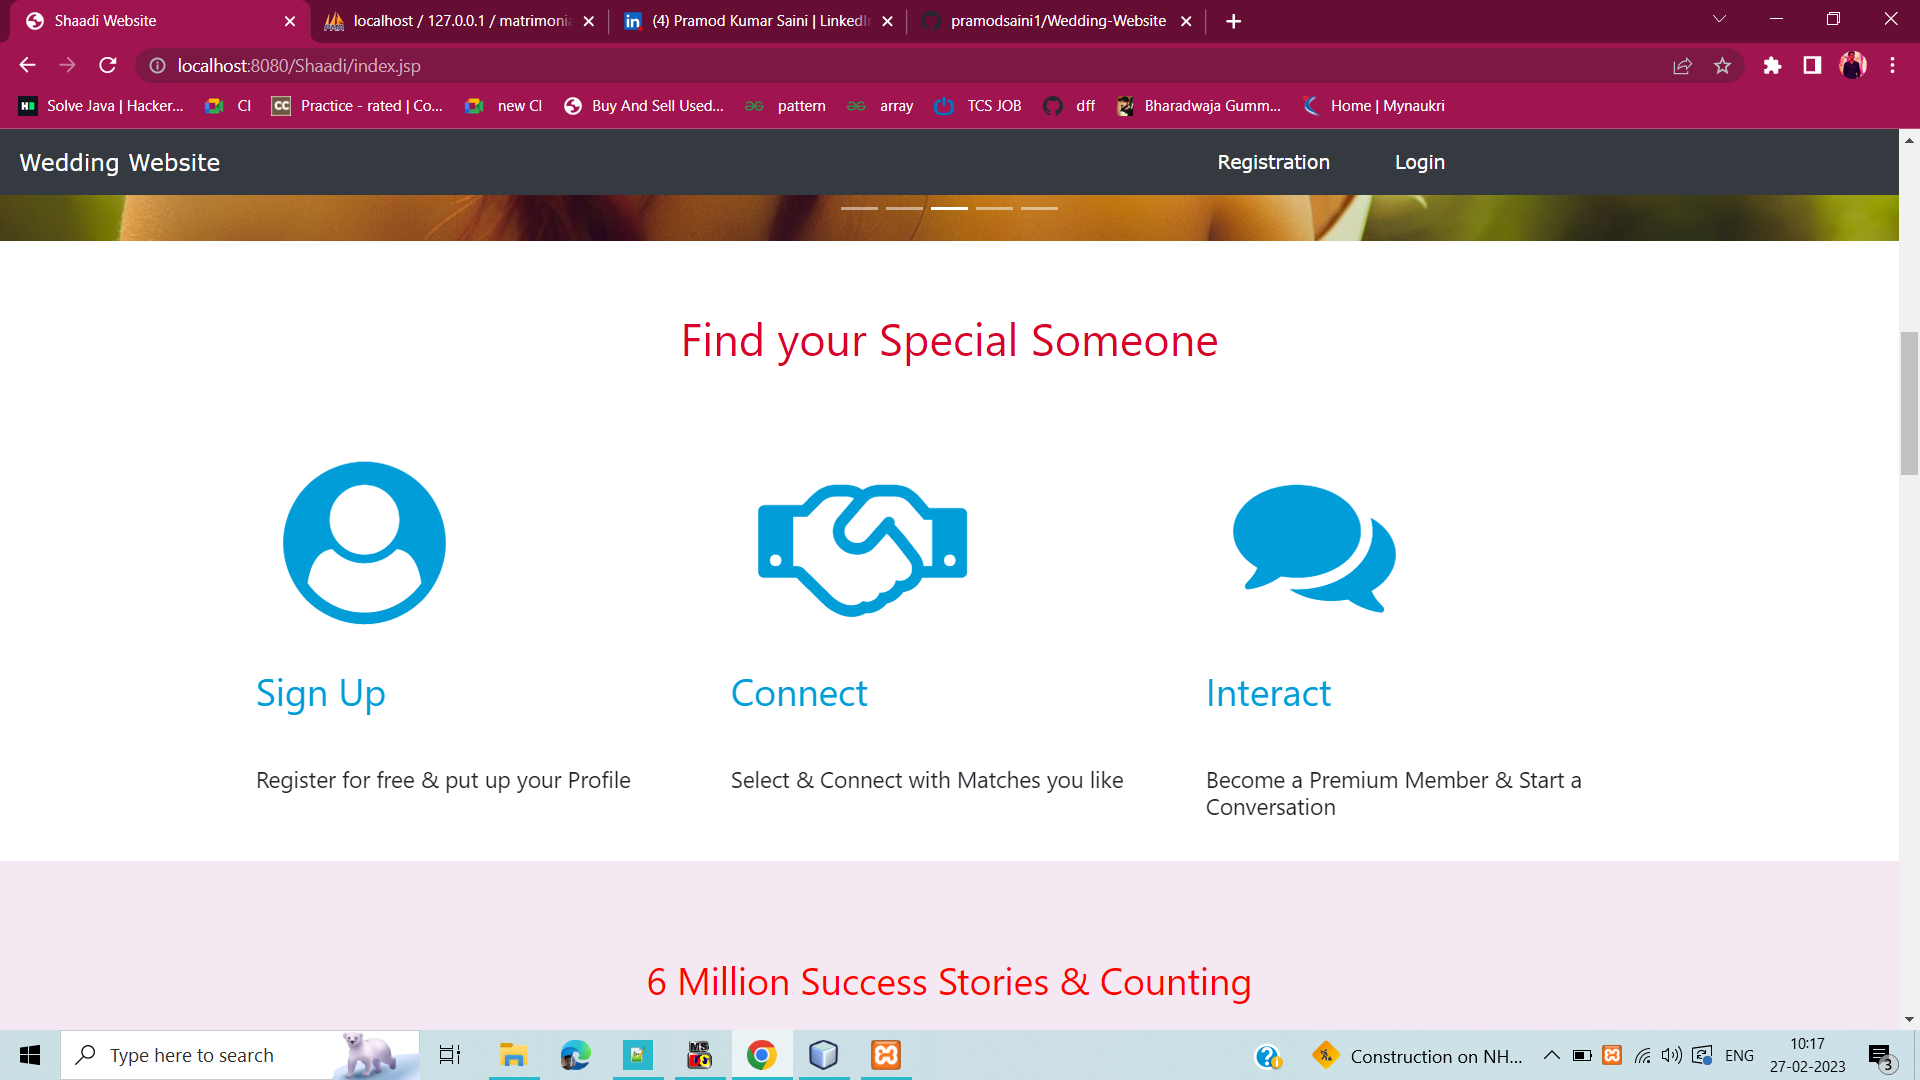 Shaadi Website
localhost / 127.0.0.1 / matrimonia
(4) Pramod Kumar Saini | LinkedIn
pramodsaini1/Wedding-Website
localhost:8080/Shaadi/index.jsp
Solve Java | Hacker...
CI
CC
Practice - rated | Co...
new CI
Buy And Sell Used...
pattern
array
TCS JOB
dff
Bharadwaja Gumm...
Home | Mynaukri
Wedding Website
Registration
Login
Find your Special Someone
Sign Up
Connect
Interact
Register for free & put up your Profile
Select & Connect with Matches you like
Become a Premium Member & Start a
Conversation
6 Million Success Stories & Counting
Type here to search
Construction on NH...
ENG
10:17
27-02-2023
3